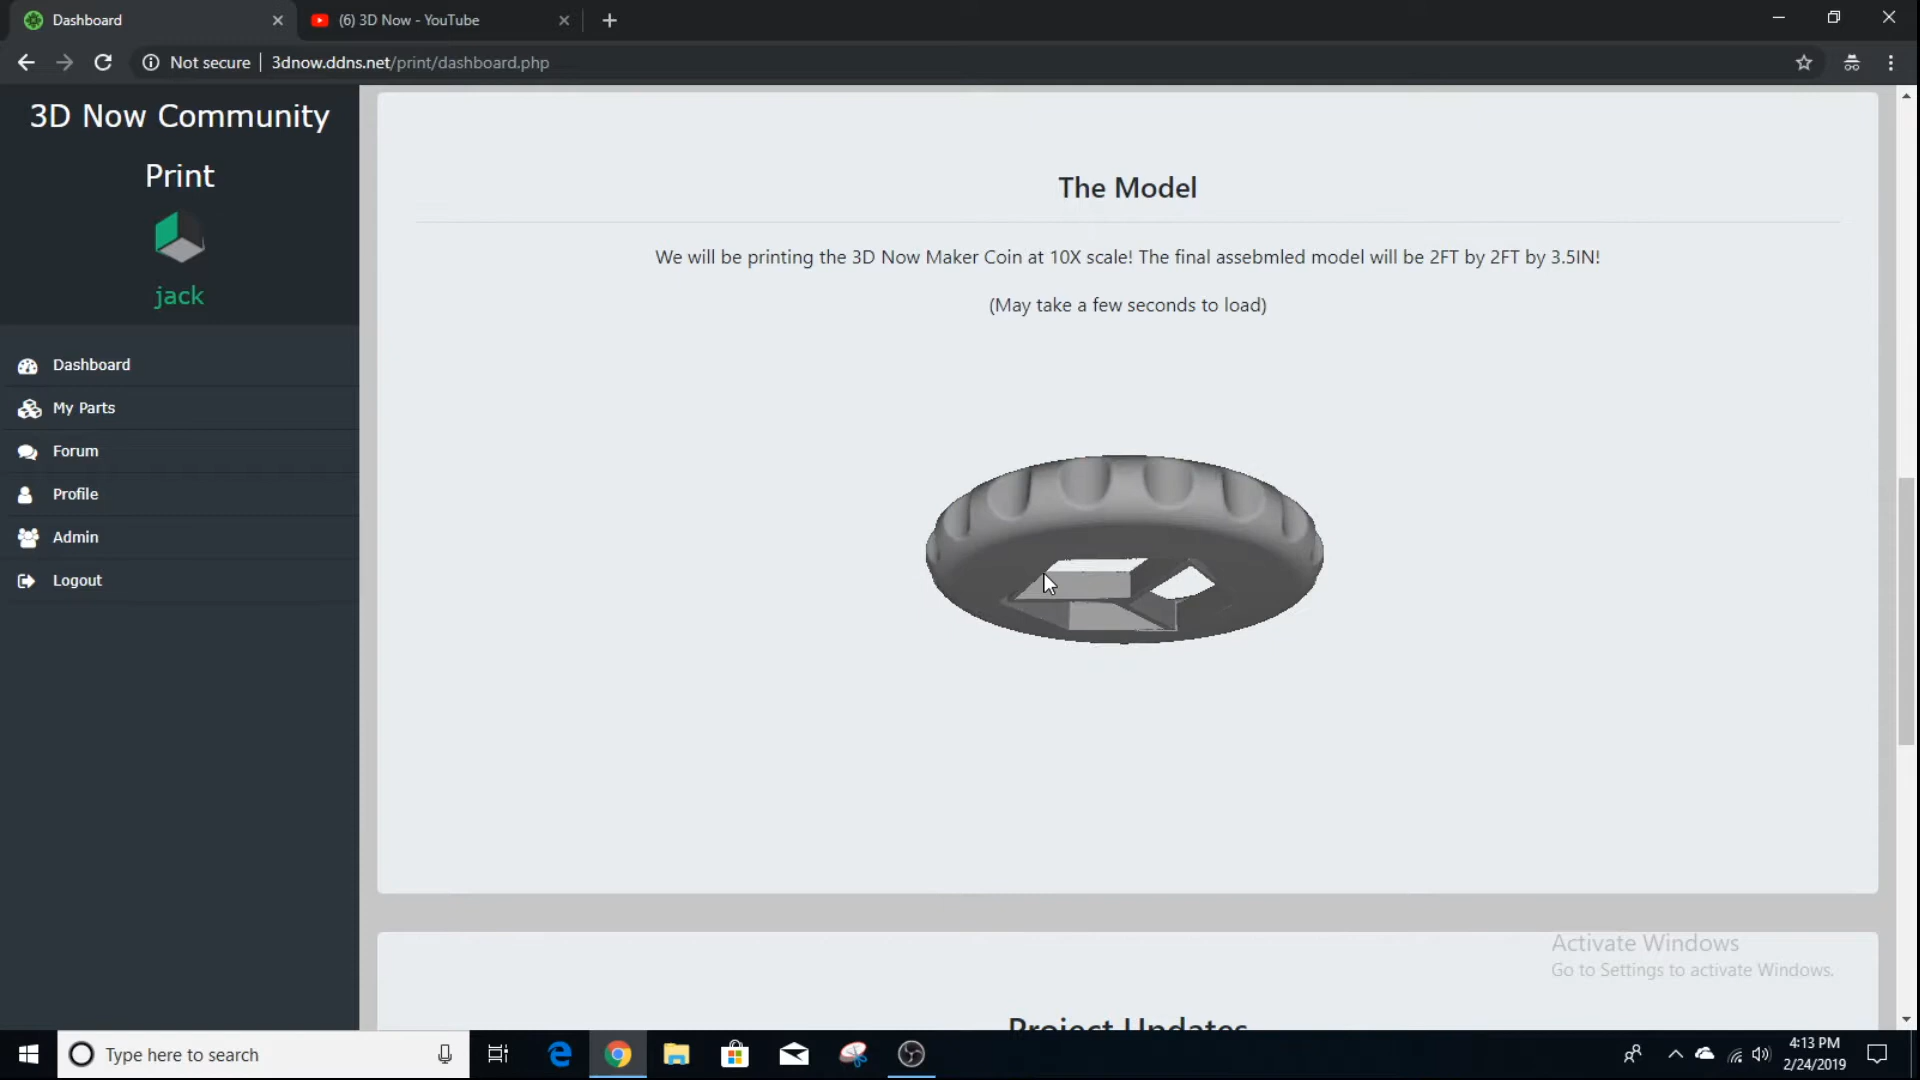 Dashboard
(6) 3D Now - YouTube
Not secure
3dnow.ddns.net/print/dashboard.php
3D Now Community
Print
jack
Dashboard
My Parts
Forum
Profile
Admin
Logout
The Model
We will be printing the 3D Now Maker Coin at 10X scale! The final assebmled model will be 2FT by 2FT by 3.5IN!
(May take a few seconds to load)
Activate Windows
Go to Settings to activate Windows.
Project Updates
Type here to search
4:13 PM
2/24/2019